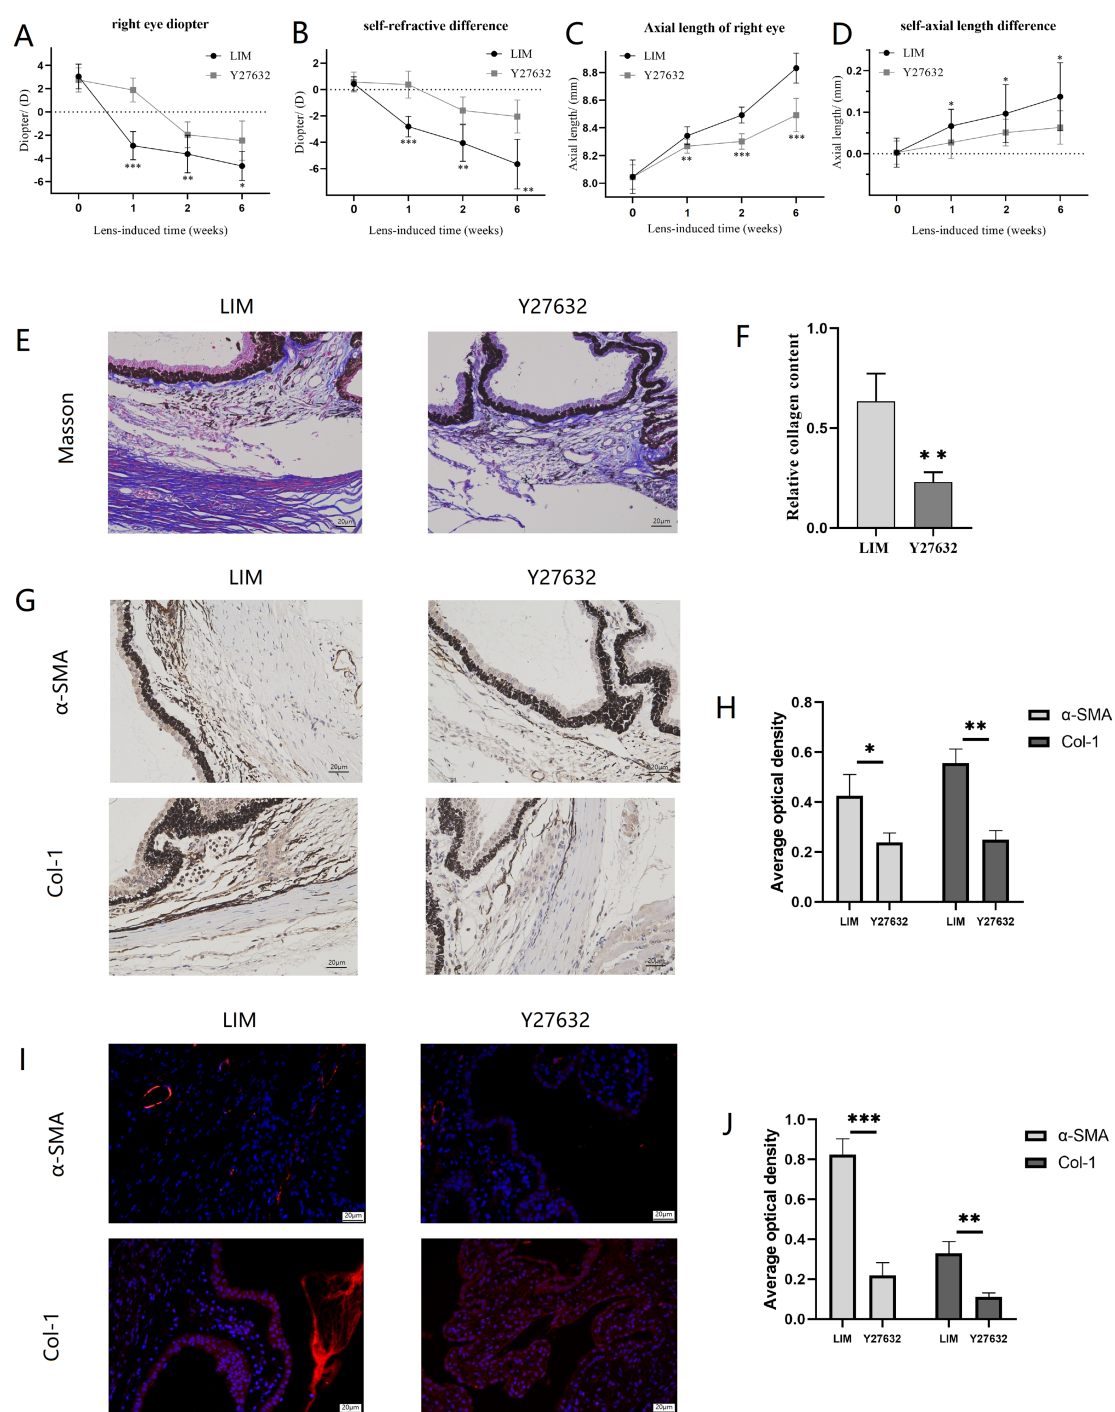 A
right eye diopter
LIM
Y27632
Diopter/ (D)
4
2
0
-2
-4
-6
***
**
*
0 1 2 6
Lens-induced time (weeks)
B
self-refractive difference
LIM
Y27632
Diopter/ (D)
2
0
-2
-4
-6
***
**
**
0 1 2 6
Lens-induced time (weeks)
C
Axial length of right eye
LIM
Y27632
Axial length/ (mm)
8.8
8.6
8.4
8.2
8.0
**
***
***
0 1 2 6
Lens-induced time (weeks)
D
self-axial length difference
LIM
Y27632
Axial length/ (mm)
0.2
0.1
0.0
*
*
*
0 1 2 6
Lens-induced time (weeks)
E
LIM
Y27632
Masson
20μm
20μm
F
Relative collagen content
1.0
0.5
0.0
**
LIM Y27632
G
LIM
Y27632
α-SMA
20μm
20μm
Col-1
20μm
20μm
H
Average optical density
0.8
0.6
0.4
0.2
0.0
*
**
LIM Y27632 LIM Y27632
α-SMA
Col-1
I
LIM
Y27632
α-SMA
20μm
20μm
Col-1
20μm
20μm
J
Average optical density
1.0
0.8
0.6
0.4
0.2
0.0
***
**
LIM Y27632 LIM Y27632
α-SMA
Col-1